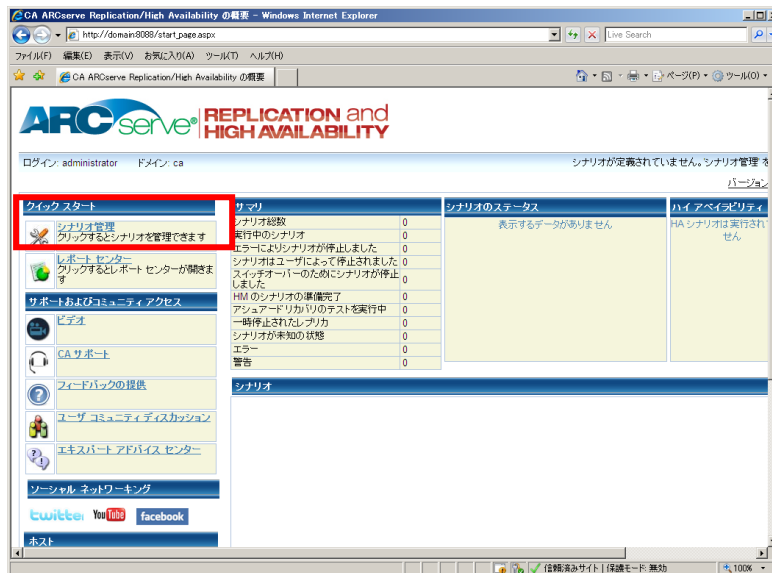 CA ARCserve Replication/High Availability の概要 - Windows Internet Explorer
http://domain:8088/start_page.aspx
Live Search
ファイル(F) 編集(E) 表示(V) お気に入り(A) ツール(T) ヘルプ(H)
CA ARCserve Replication/High Availability の概要
ページ(P) ツール(O)
ARCserve® REPLICATION and HIGH AVAILABILITY
ログイン: administrator ドメイン: ca
シナリオが定義されていません。シナリオ管理 を
バージョン
クイック スタート
シナリオ管理
クリックするとシナリオを管理できます
レポート センター
クリックするとレポート センターが開きます
サポートおよびコミュニティ アクセス
ビデオ
CA サポート
フィードバックの提供
ユーザ コミュニティ ディスカッション
エキスパート アドバイス センター
ソーシャル ネットワーキング
twitter YouTube facebook
ホスト
サマリ
シナリオ総数 0
実行中のシナリオ 0
エラーによりシナリオが停止しました 0
シナリオはユーザによって停止されました 0
スイッチオーバーのためにシナリオが停止しました 0
HM のシナリオの準備完了 0
アシュアード リカバリのテストを実行中 0
一時停止されたレプリカ 0
シナリオが未知の状態 0
エラー 0
警告 0
シナリオのステータス
表示するデータがありません
ハイ アベイラビリティ
HA シナリオは実行され
せん
シナリオ
信頼済みサイト | 保護モード: 無効
100%